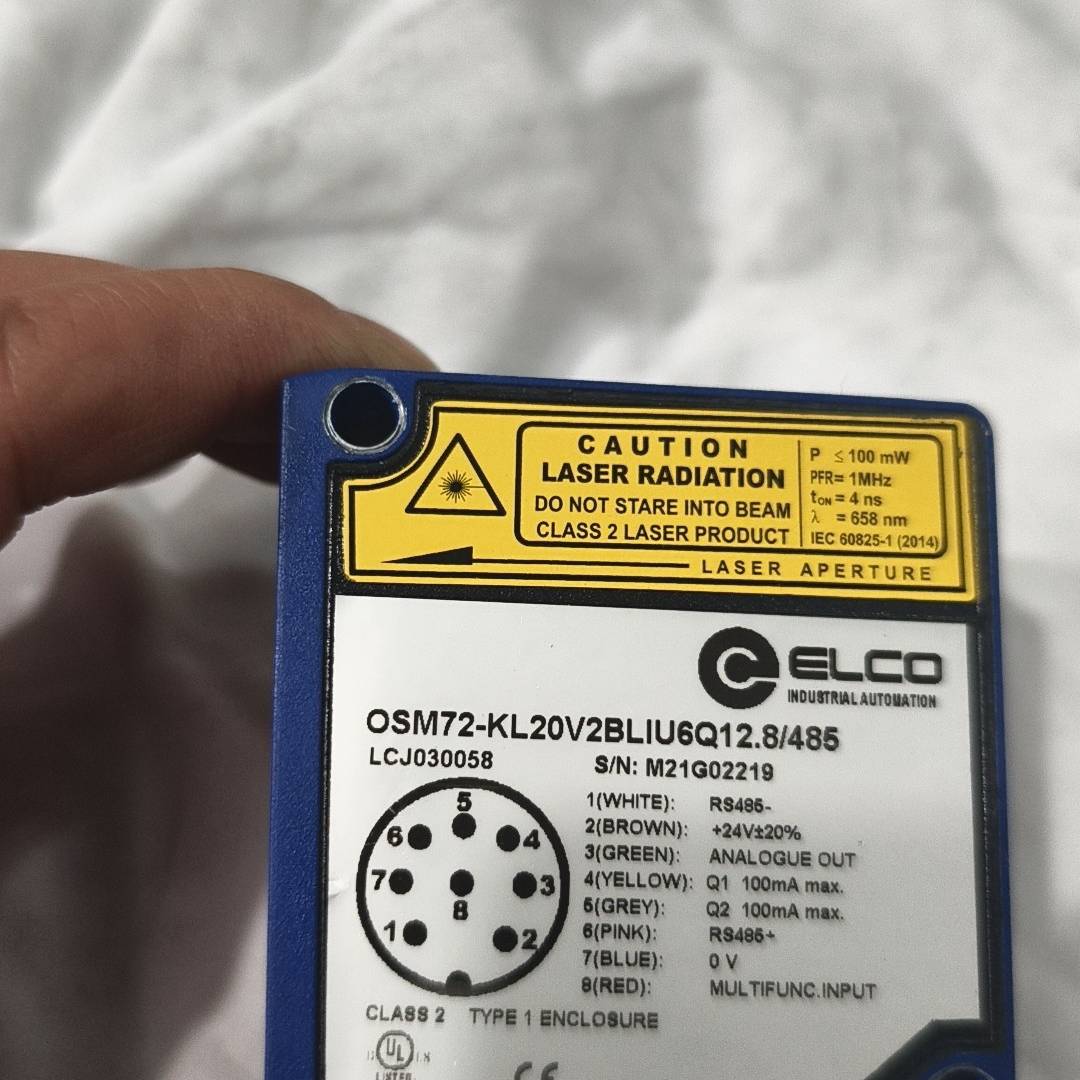 CAUTION
LASER RADIATION
DO NOT STARE INTO BEAM
CLASS 2 LASER PRODUCT
P ≤ 100 mW
PFR= 1MHz
tON = 4 ns
λ = 658 nm
IEC 60825-1 (2014)
LASER APERTURE
ELCO
INDUSTRIAL AUTOMATION
OSM72-KL20V2BLIU6Q12.8/485
LCJ030058 S/N: M21G02219
5
6 4
7 3
8
1 2
1(WHITE): RS485-
2(BROWN): +24V±20%
3(GREEN): ANALOGUE OUT
4(YELLOW): Q1 100mA max.
5(GREY): Q2 100mA max.
6(PINK): RS485+
7(BLUE): 0 V
8(RED): MULTIFUNC.INPUT
CLASS 2 TYPE 1 ENCLOSURE
UL
LISTED
CE